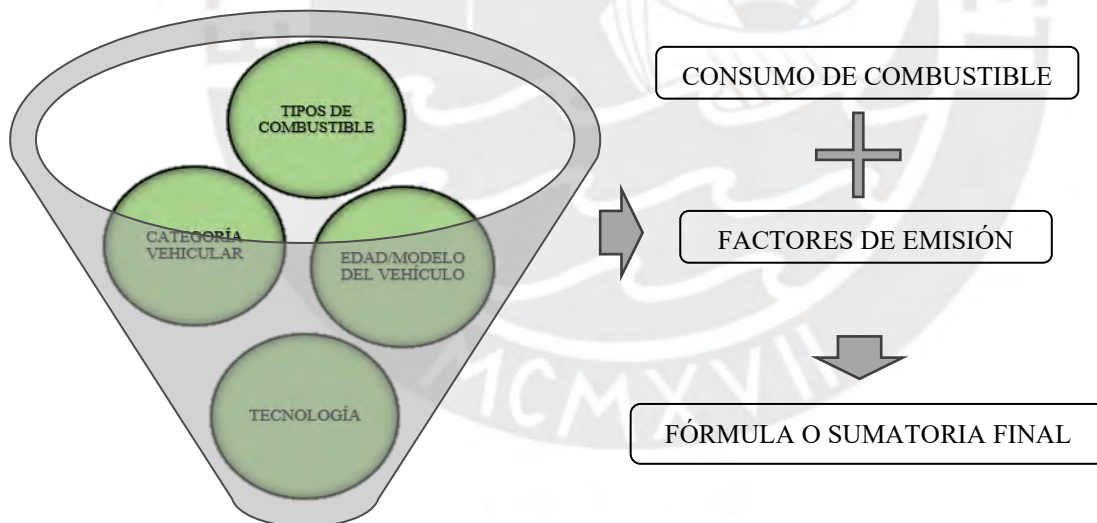 TIPOS DE
COMBUSTIBLE
CATEGORÍA
VEHICULAR
EDAD/MODELO
DEL VEHÍCULO
TECNOLOGÍA
CONSUMO DE COMBUSTIBLE
FACTORES DE EMISIÓN
FÓRMULA O SUMATORIA FINAL
MCMXVII